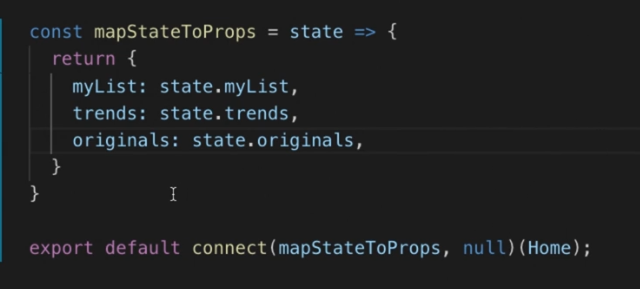 const mapStateToProps = state => {
  return {
    myList: state.myList,
    trends: state.trends,
    originals: state.originals,
  }
}
export default connect(mapStateToProps, null)(Home);